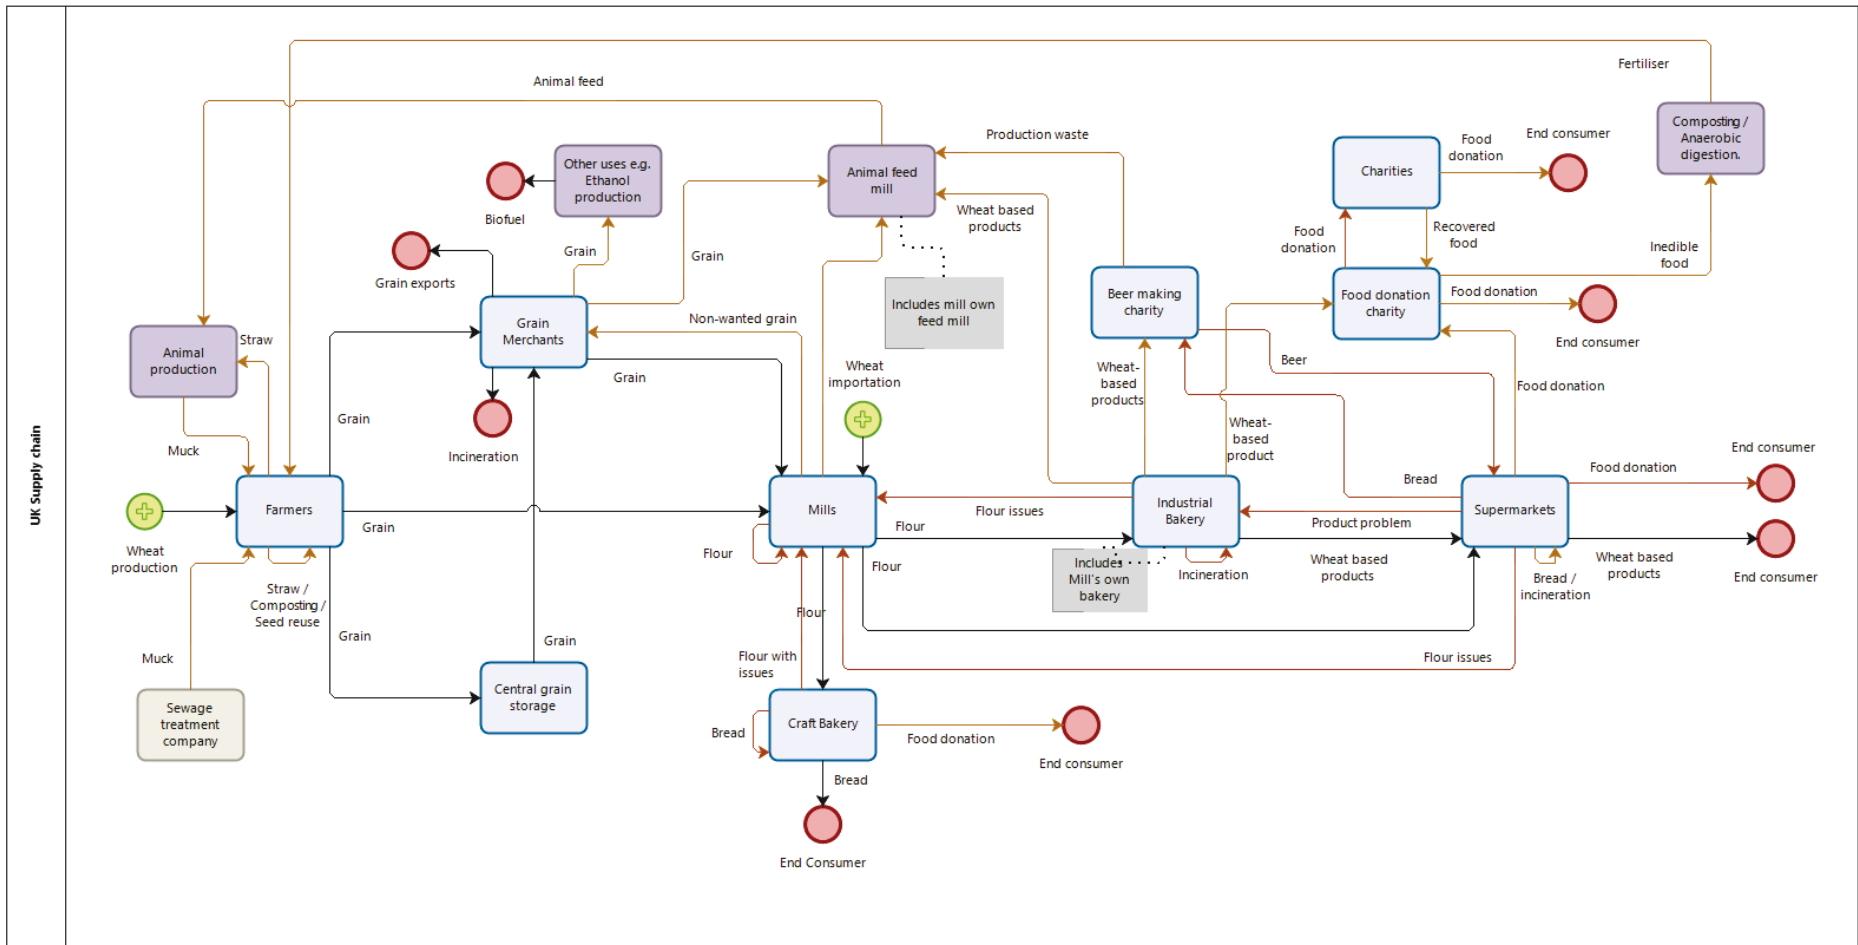 UK Supply chain
Fertiliser
Animal feed
Composting /
Anaerobic
digestion.
Production waste
Food
donation
End consumer
Other uses e.g.
Ethanol
production
Animal feed
mill
Charities
Biofuel
Wheat based
products
Food
donation
Recovered
food
Inedible
food
Grain
Grain
Grain exports
Includes mill own
feed mill
Beer making
charity
Food donation
charity
Food donation
End consumer
Grain
Merchants
Non-wanted grain
Straw
Animal
production
Grain
Wheat
importation
Wheat-
based
products
Beer
Food donation
Grain
Muck
Incineration
Wheat-
based
product
End consumer
Food donation
Bread
Farmers
Grain
Mills
Flour issues
Industrial
Bakery
Product problem
Supermarkets
Wheat
production
Flour
Flour
Flour
Includes
Mill's own
bakery
Incineration
Wheat based
products
Bread /
incineration
Wheat based
products
End consumer
Straw /
Composting /
Seed reuse
Flour
Grain
Grain
Muck
Flour with
issues
Flour issues
Sewage
treatment
company
Central grain
storage
Bread
Craft Bakery
Food donation
End consumer
Bread
End Consumer